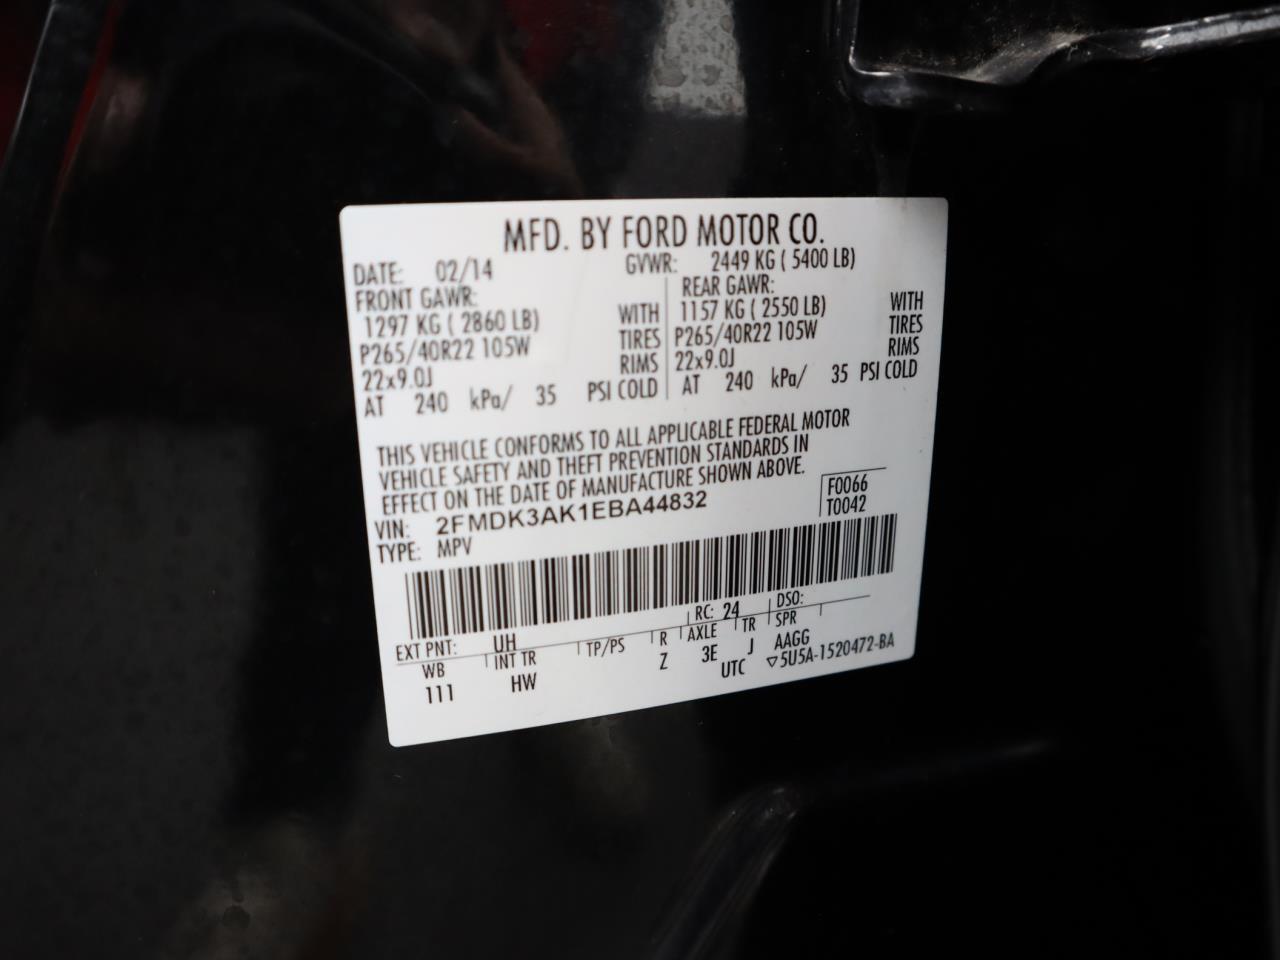 MFD. BY FORD MOTOR CO.
DATE: 02/14 GVWR: 2449 KG ( 5400 LB)
FRONT GAWR: REAR GAWR:
1297 KG ( 2860 LB) WITH 1157 KG ( 2550 LB) WITH
P265/40R22 105W TIRES P265/40R22 105W TIRES
22x9.0J RIMS 22x9.0J RIMS
AT 240 kPa/ 35 PSI COLD AT 240 kPa/ 35 PSI COLD
THIS VEHICLE CONFORMS TO ALL APPLICABLE FEDERAL MOTOR
VEHICLE SAFETY AND THEFT PREVENTION STANDARDS IN
EFFECT ON THE DATE OF MANUFACTURE SHOWN ABOVE.
VIN: 2FMDK3AK1EBA44832 F0066
TYPE: MPV T0042
EXT PNT: UH RC: 24 DSO:
WB INT TR TP/PS R AXLE TR SPR
111 HW Z 3E J AAGG
UTC ▽5U5A-1520472-BA